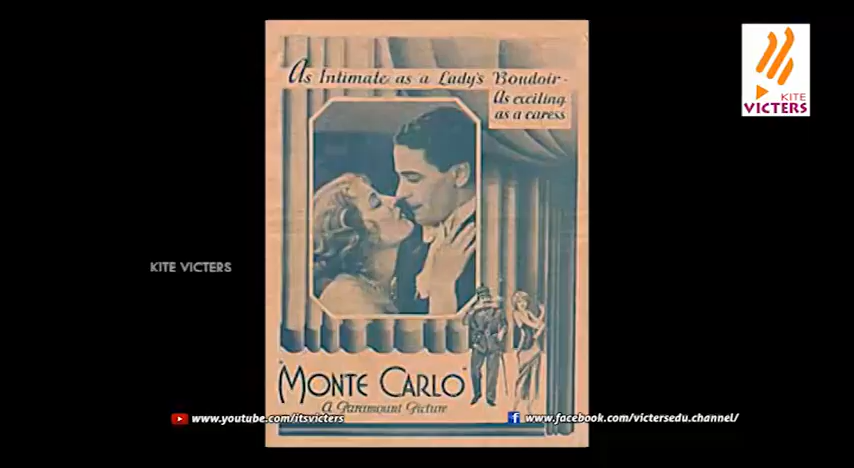 As Intimate as a Lady's Boudoir -
As exciting
as a caress
KITE
VICTERS
KITE VICTERS
"MONTE CARLO"
A Paramount Picture
www.youtube.com/itsvicters
www.facebook.com/victersedu.channel/